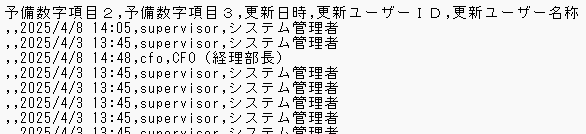 予備数字項目２,予備数字項目３,更新日時,更新ユーザーＩＤ,更新ユーザー名称
,,2025/4/8 14:05,supervisor,システム管理者
,,2025/4/3 13:45,supervisor,システム管理者
,,2025/4/8 14:48,cfo,CFO（経理部長）
,,2025/4/3 13:45,supervisor,システム管理者
,,2025/4/3 13:45,supervisor,システム管理者
,,2025/4/3 13:45,supervisor,システム管理者
,,2025/4/3 13:45,supervisor,システム管理者